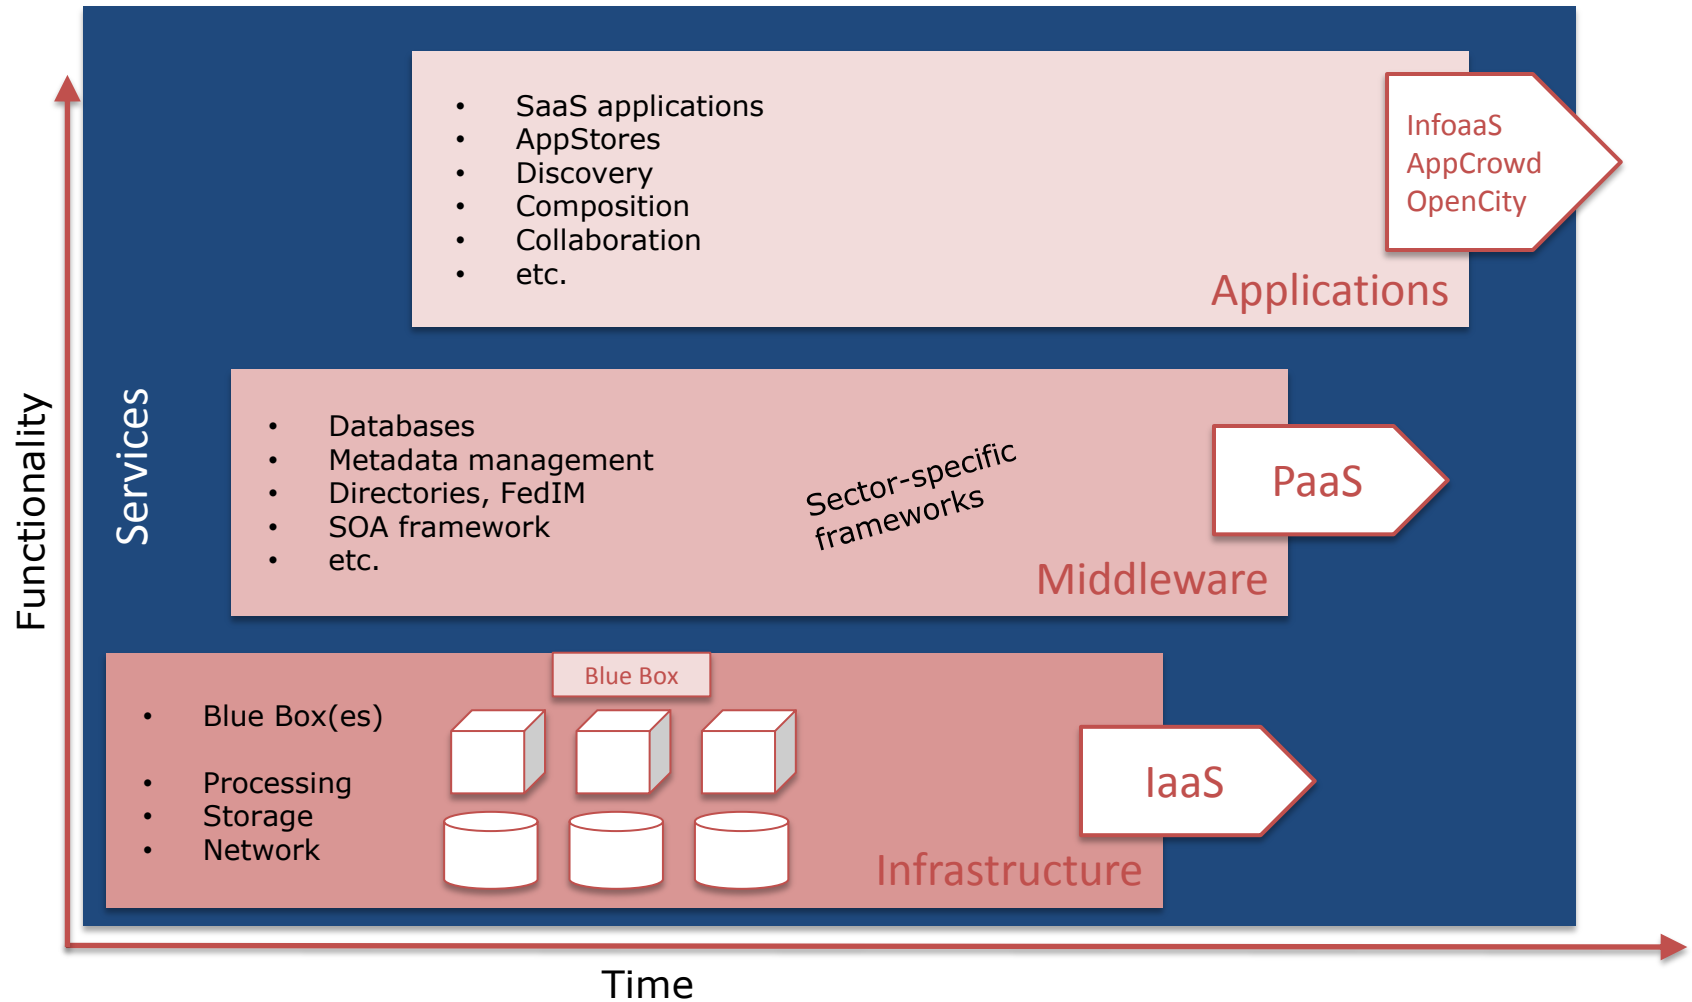 • SaaS applications
• AppStores
• Discovery
• Composition
• Collaboration
• etc.
InfoaaS
AppCrowd
OpenCity
Applications
Functionality
Services
• Databases
• Metadata management
• Directories, FedIM
• SOA framework
• etc.
Sector-specific
frameworks
PaaS
Middleware
Blue Box
• Blue Box(es)
• Processing
• Storage
• Network
IaaS
Infrastructure
Time